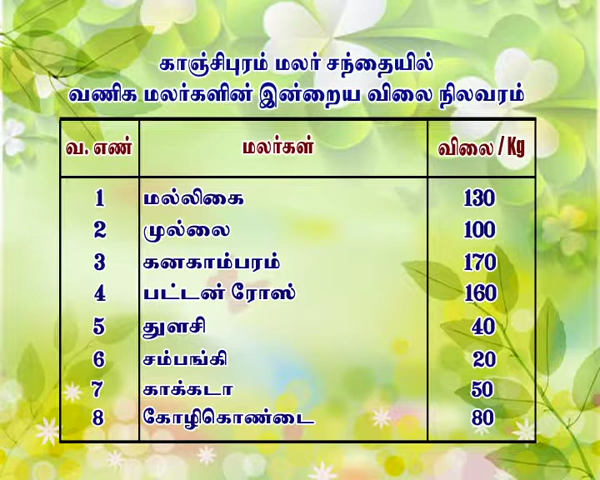 காஞ்சிபுரம் மலர் சந்தையில்
வணிக மலர்களின் இன்றைய விலை நிலவரம்
வ. எண் மலர்கள் விலை / Kg
1 மல்லிகை 130
2 முல்லை 100
3 கனகாம்பரம் 170
4 பட்டன் ரோஸ் 160
5 துளசி 40
6 சம்பங்கி 20
7 காக்கடா 50
8 கோழிகொண்டை 80